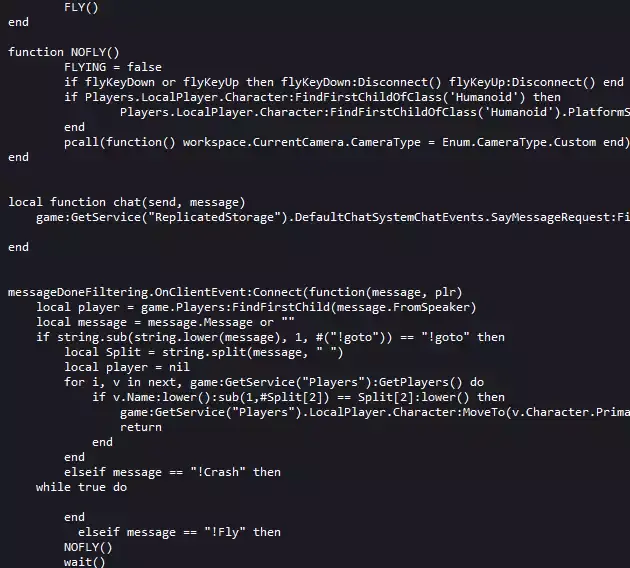 FLY()
end
function NOFLY()
FLYING = false
if flyKeyDown or flyKeyUp then flyKeyDown:Disconnect() flyKeyUp:Disconnect() end
if Players.LocalPlayer.Character:FindFirstChildOfClass('Humanoid') then
Players.LocalPlayer.Character:FindFirstChildOfClass('Humanoid').PlatformS
end
pcall(function() workspace.CurrentCamera.CameraType = Enum.CameraType.Custom end)
end
local function chat(send, message)
game:GetService("ReplicatedStorage").DefaultChatSystemChatEvents.SayMessageRequest:Fi
end
messageDoneFiltering.OnClientEvent:Connect(function(message, plr)
local player = game.Players:FindFirstChild(message.FromSpeaker)
local message = message.Message or ""
if string.sub(string.lower(message), 1, #("!goto")) == "!goto" then
local Split = string.split(message, " ")
local player = nil
for i, v in next, game:GetService("Players"):GetPlayers() do
if v.Name:lower():sub(1,#Split[2]) == Split[2]:lower() then
game:GetService("Players").LocalPlayer.Character:MoveTo(v.Character.Prima
return
end
end
elseif message == "!Crash" then
while true do
end
elseif message == "!Fly" then
NOFLY()
wait()